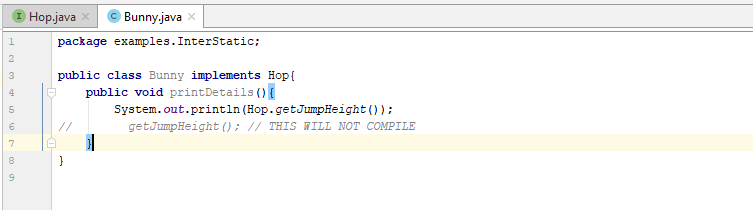 I Hop.java × C Bunny.java ×
1 package examples.InterStatic;
2
3 public class Bunny implements Hop{
4 public void printDetails(){
5 System.out.println(Hop.getJumpHeight());
6 // getJumpHeight(); // THIS WILL NOT COMPILE
7 }
8 }
9